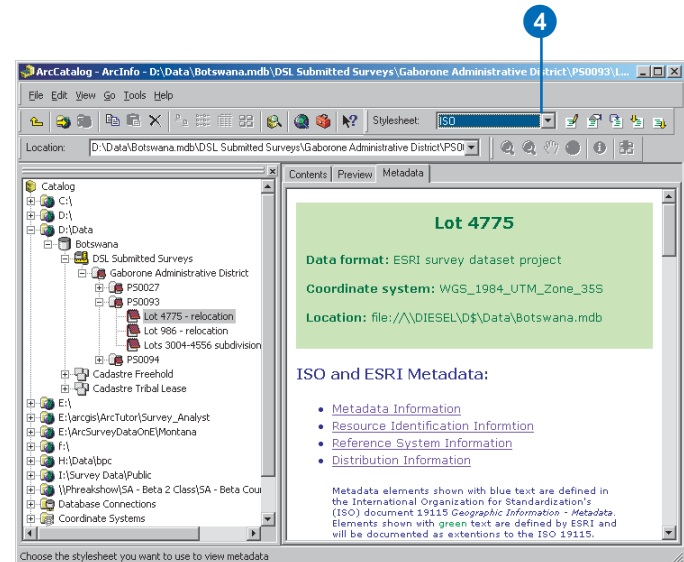 4
ArcCatalog - ArcInfo - D:\Data\Botswana.mdb\DSL Submitted Surveys\Gaborone Administrative District\PS0093\L...
File Edit View Go Tools Help
Stylesheet: ISO
Location: D:\Data\Botswana.mdb\DSL Submitted Surveys\Gaborone Administrative District\PS0
Contents Preview Metadata
Catalog
C:\
D:\
D:\Data
Botswana
DSL Submitted Surveys
Gaborone Administrative District
PS0027
PS0093
Lot 4775 - relocation
Lot 986 - relocation
Lots 3004-4556 subdivision
PS0094
Cadastre Freehold
Cadastre Tribal Lease
E:\
E:\arcgis\ArcTutor\Survey_Analyst
E:\ArcSurveyDataOnE\Montana
f:\
H:\Data\bpc
I:\Survey Data\Public
\\Phreakshow\SA - Beta 2 Class\SA - Beta Cour
Database Connections
Coordinate Systems
Lot 4775
Data format: ESRI survey dataset project
Coordinate system: WGS_1984_UTM_Zone_35S
Location: file://\\DIESEL\D$\Data\Botswana.mdb
ISO and ESRI Metadata:
• Metadata Information
• Resource Identification Informtion
• Reference System Information
• Distribution Information
Metadata elements shown with blue text are defined in
the International Organization for Standardization's
(ISO) document 19115 Geographic Information - Metadata.
Elements shown with green text are defined by ESRI and
will be documented as extentions to the ISO 19115.
Choose the stylesheet you want to use to view metadata